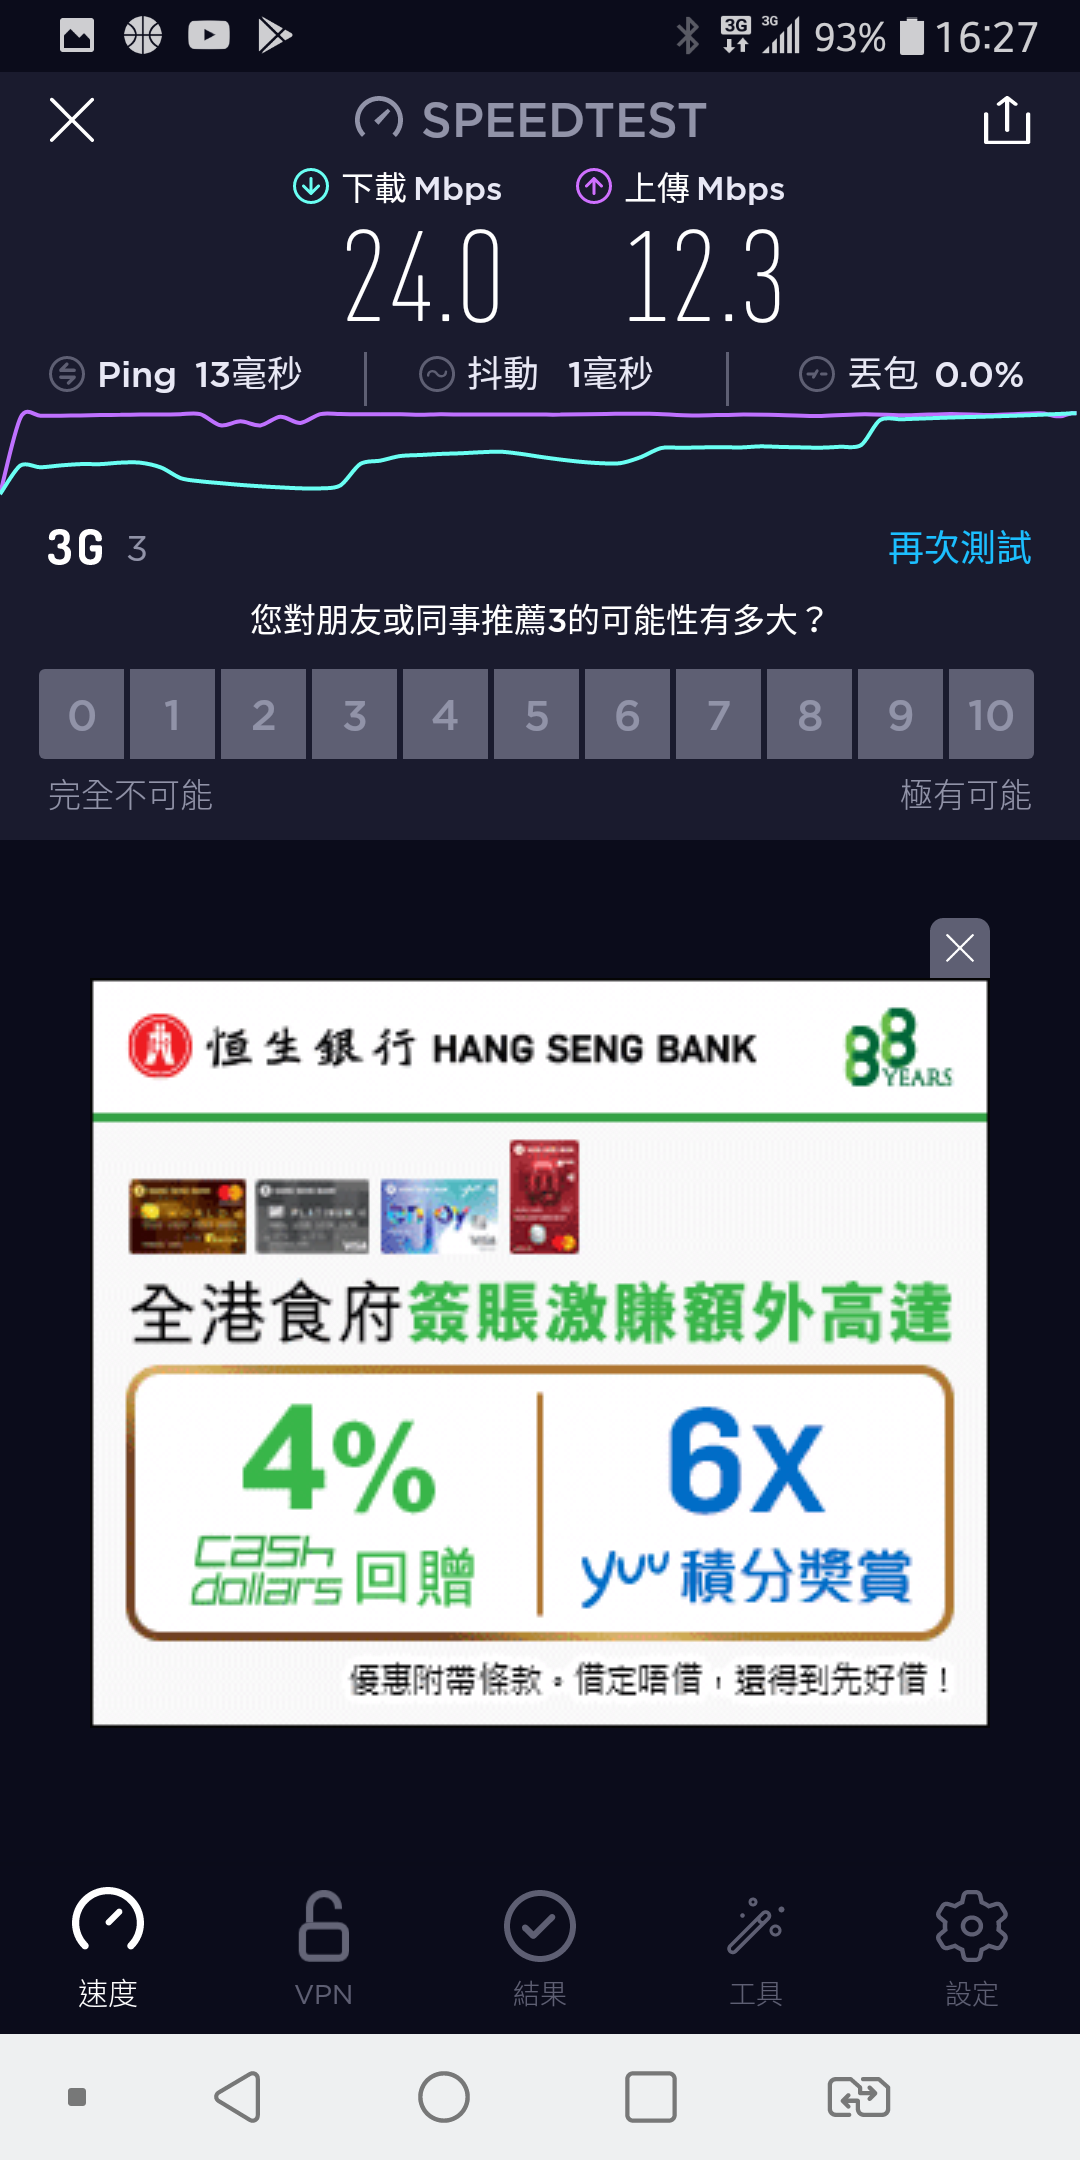 3G 3G 93% 16:27
SPEEDTEST
下載 Mbps 上傳 Mbps
24.0 12.3
Ping 13毫秒 抖動 1毫秒 丟包 0.0%
3G 3 再次測試
您對朋友或同事推薦3的可能性有多大？
0 1 2 3 4 5 6 7 8 9 10
完全不可能 極有可能
恒生銀行 HANG SENG BANK 88 YEARS
全港食府簽賬激賺額外高達
4% 6X
cash dollars 回贈 yuu 積分獎賞
優惠附帶條款。借定唔借，還得到先好借！
速度 VPN 結果 工具 設定